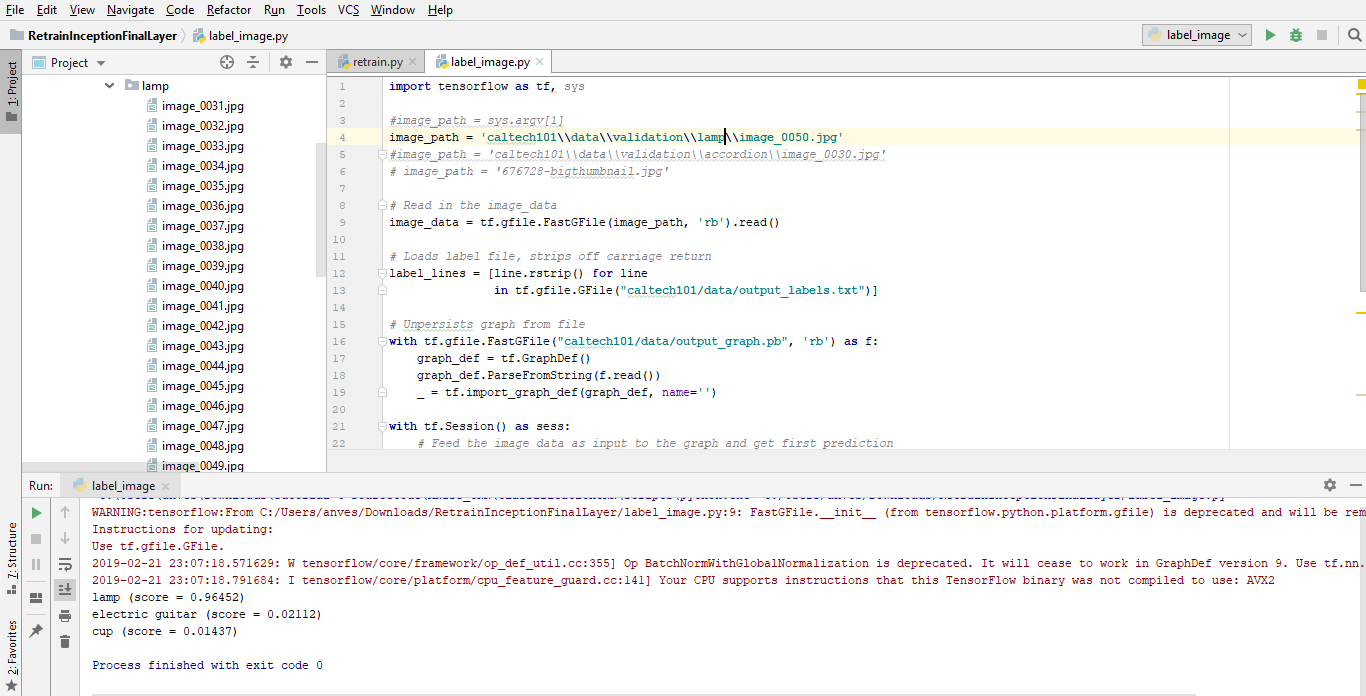 File Edit View Navigate Code Refactor Run Tools VCS Window Help
RetrainInceptionFinalLayer label_image.py label_image
1: Project
Project
retrain.py label_image.py
lamp
image_0031.jpg
image_0032.jpg
image_0033.jpg
image_0034.jpg
image_0035.jpg
image_0036.jpg
image_0037.jpg
image_0038.jpg
image_0039.jpg
image_0040.jpg
image_0041.jpg
image_0042.jpg
image_0043.jpg
image_0044.jpg
image_0045.jpg
image_0046.jpg
image_0047.jpg
image_0048.jpg
image_0049.jpg
1 import tensorflow as tf, sys
2
3 #image_path = sys.argv[1]
4 image_path = 'caltech101\\data\\validation\\lamp\\image_0050.jpg'
5 #image_path = 'caltech101\\data\\validation\\accordion\\image_0030.jpg'
6 # image_path = '676728-bigthumbnail.jpg'
7
8 # Read in the image_data
9 image_data = tf.gfile.FastGFile(image_path, 'rb').read()
10
11 # Loads label file, strips off carriage return
12 label_lines = [line.rstrip() for line
13 in tf.gfile.GFile("caltech101/data/output_labels.txt")]
14
15 # Unpersists graph from file
16 with tf.gfile.FastGFile("caltech101/data/output_graph.pb", 'rb') as f:
17 graph_def = tf.GraphDef()
18 graph_def.ParseFromString(f.read())
19 _ = tf.import_graph_def(graph_def, name='')
20
21 with tf.Session() as sess:
22 # Feed the image data as input to the graph and get first prediction
Run: label_image
WARNING:tensorflow:From C:/Users/anves/Downloads/RetrainInceptionFinalLayer/label_image.py:9: FastGFile.__init__ (from tensorflow.python.platform.gfile) is deprecated and will be rem
Instructions for updating:
Use tf.gfile.GFile.
2019-02-21 23:07:18.571629: W tensorflow/core/framework/op_def_util.cc:355] Op BatchNormWithGlobalNormalization is deprecated. It will cease to work in GraphDef version 9. Use tf.nn.
2019-02-21 23:07:18.791684: I tensorflow/core/platform/cpu_feature_guard.cc:141] Your CPU supports instructions that this TensorFlow binary was not compiled to use: AVX2
lamp (score = 0.96452)
electric guitar (score = 0.02112)
cup (score = 0.01437)
Process finished with exit code 0
7: Structure
2: Favorites